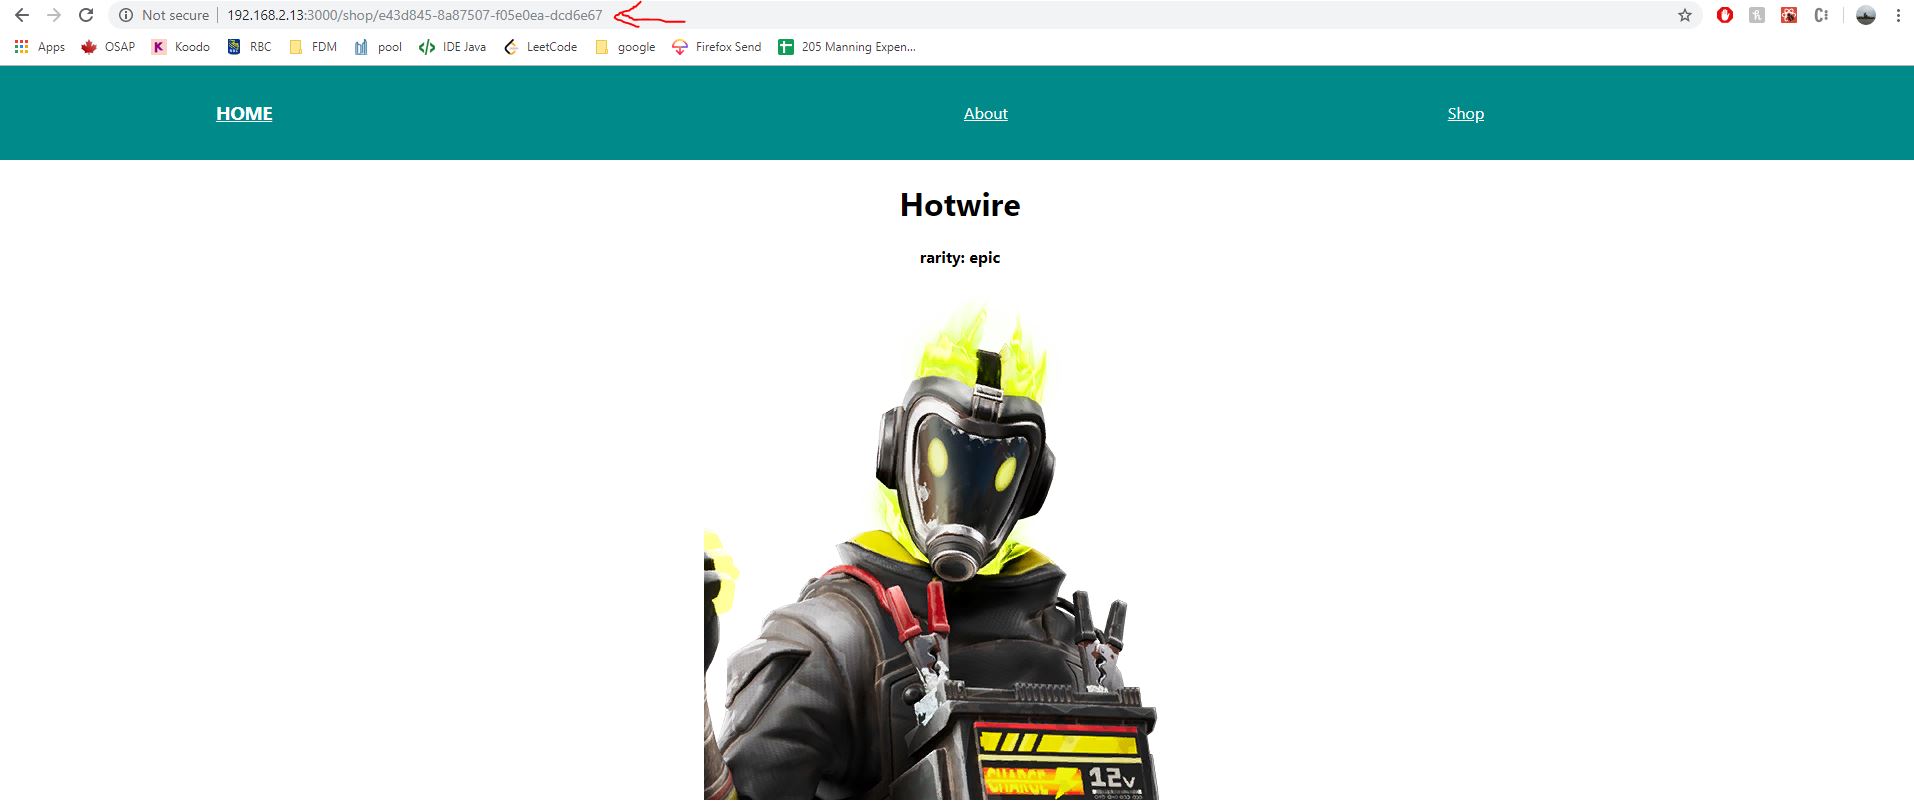 Not secure 192.168.2.13:3000/shop/e43d845-8a87507-f05e0ea-dcd6e67
Apps OSAP Koodo RBC FDM pool IDE Java LeetCode google Firefox Send 205 Manning Expen...
HOME About Shop
Hotwire
rarity: epic
CHARGE 12v